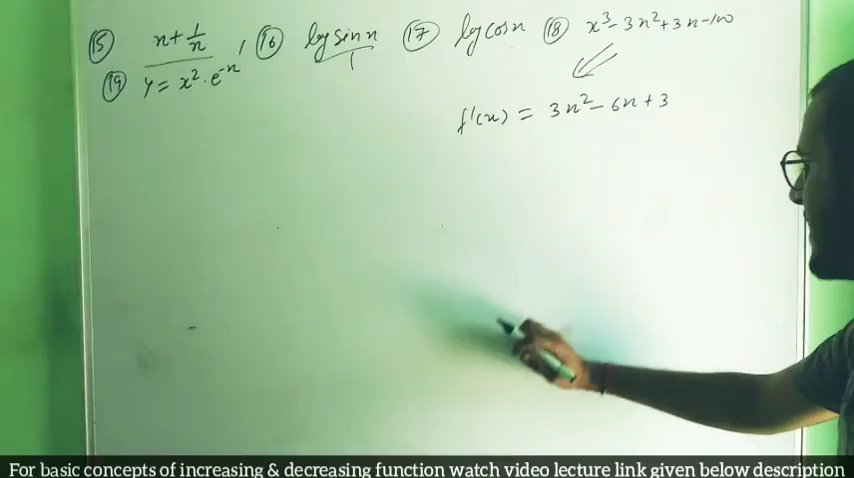 15 x + 1/x , 16 log sin x 17 log cos x 18 x³ - 3x² + 3x - 100
19 y = x² · e⁻ˣ
f'(x) = 3x² - 6x + 3
For basic concepts of increasing & decreasing function watch video lecture link given below description